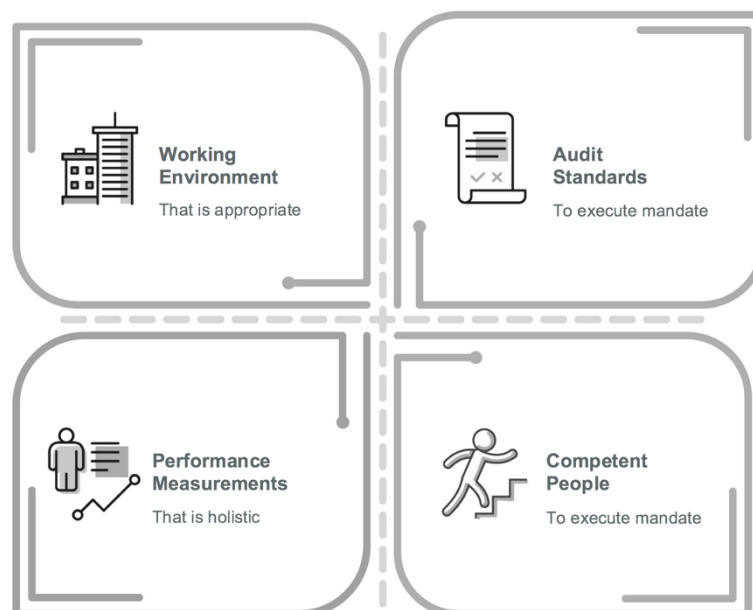 Working
Environment
That is appropriate
Audit
Standards
To execute mandate
Performance
Measurements
That is holistic
Competent
People
To execute mandate